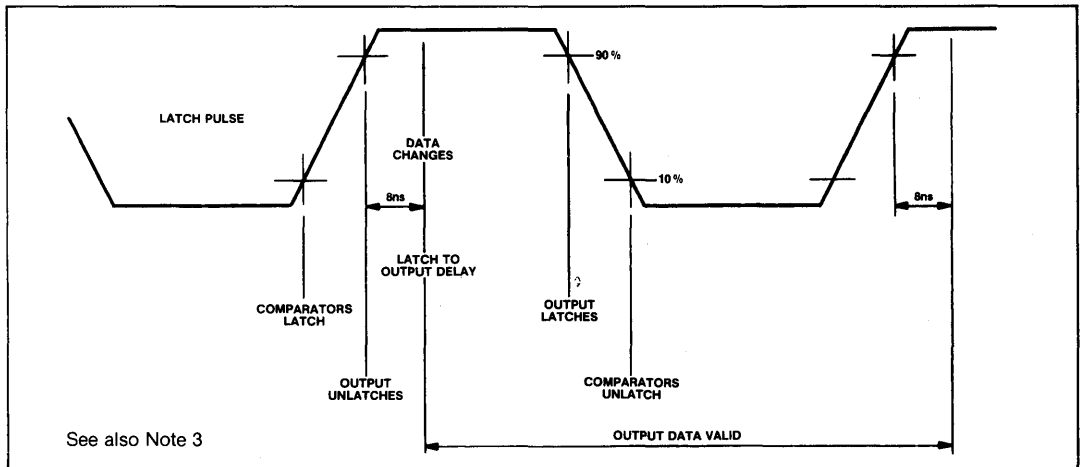 90%
LATCH PULSE
DATA
CHANGES
10%
8ns
8ns
LATCH TO
OUTPUT DELAY
COMPARATORS
LATCH
OUTPUT
LATCHES
OUTPUT
UNLATCHES
COMPARATORS
UNLATCH
See also Note 3
OUTPUT DATA VALID